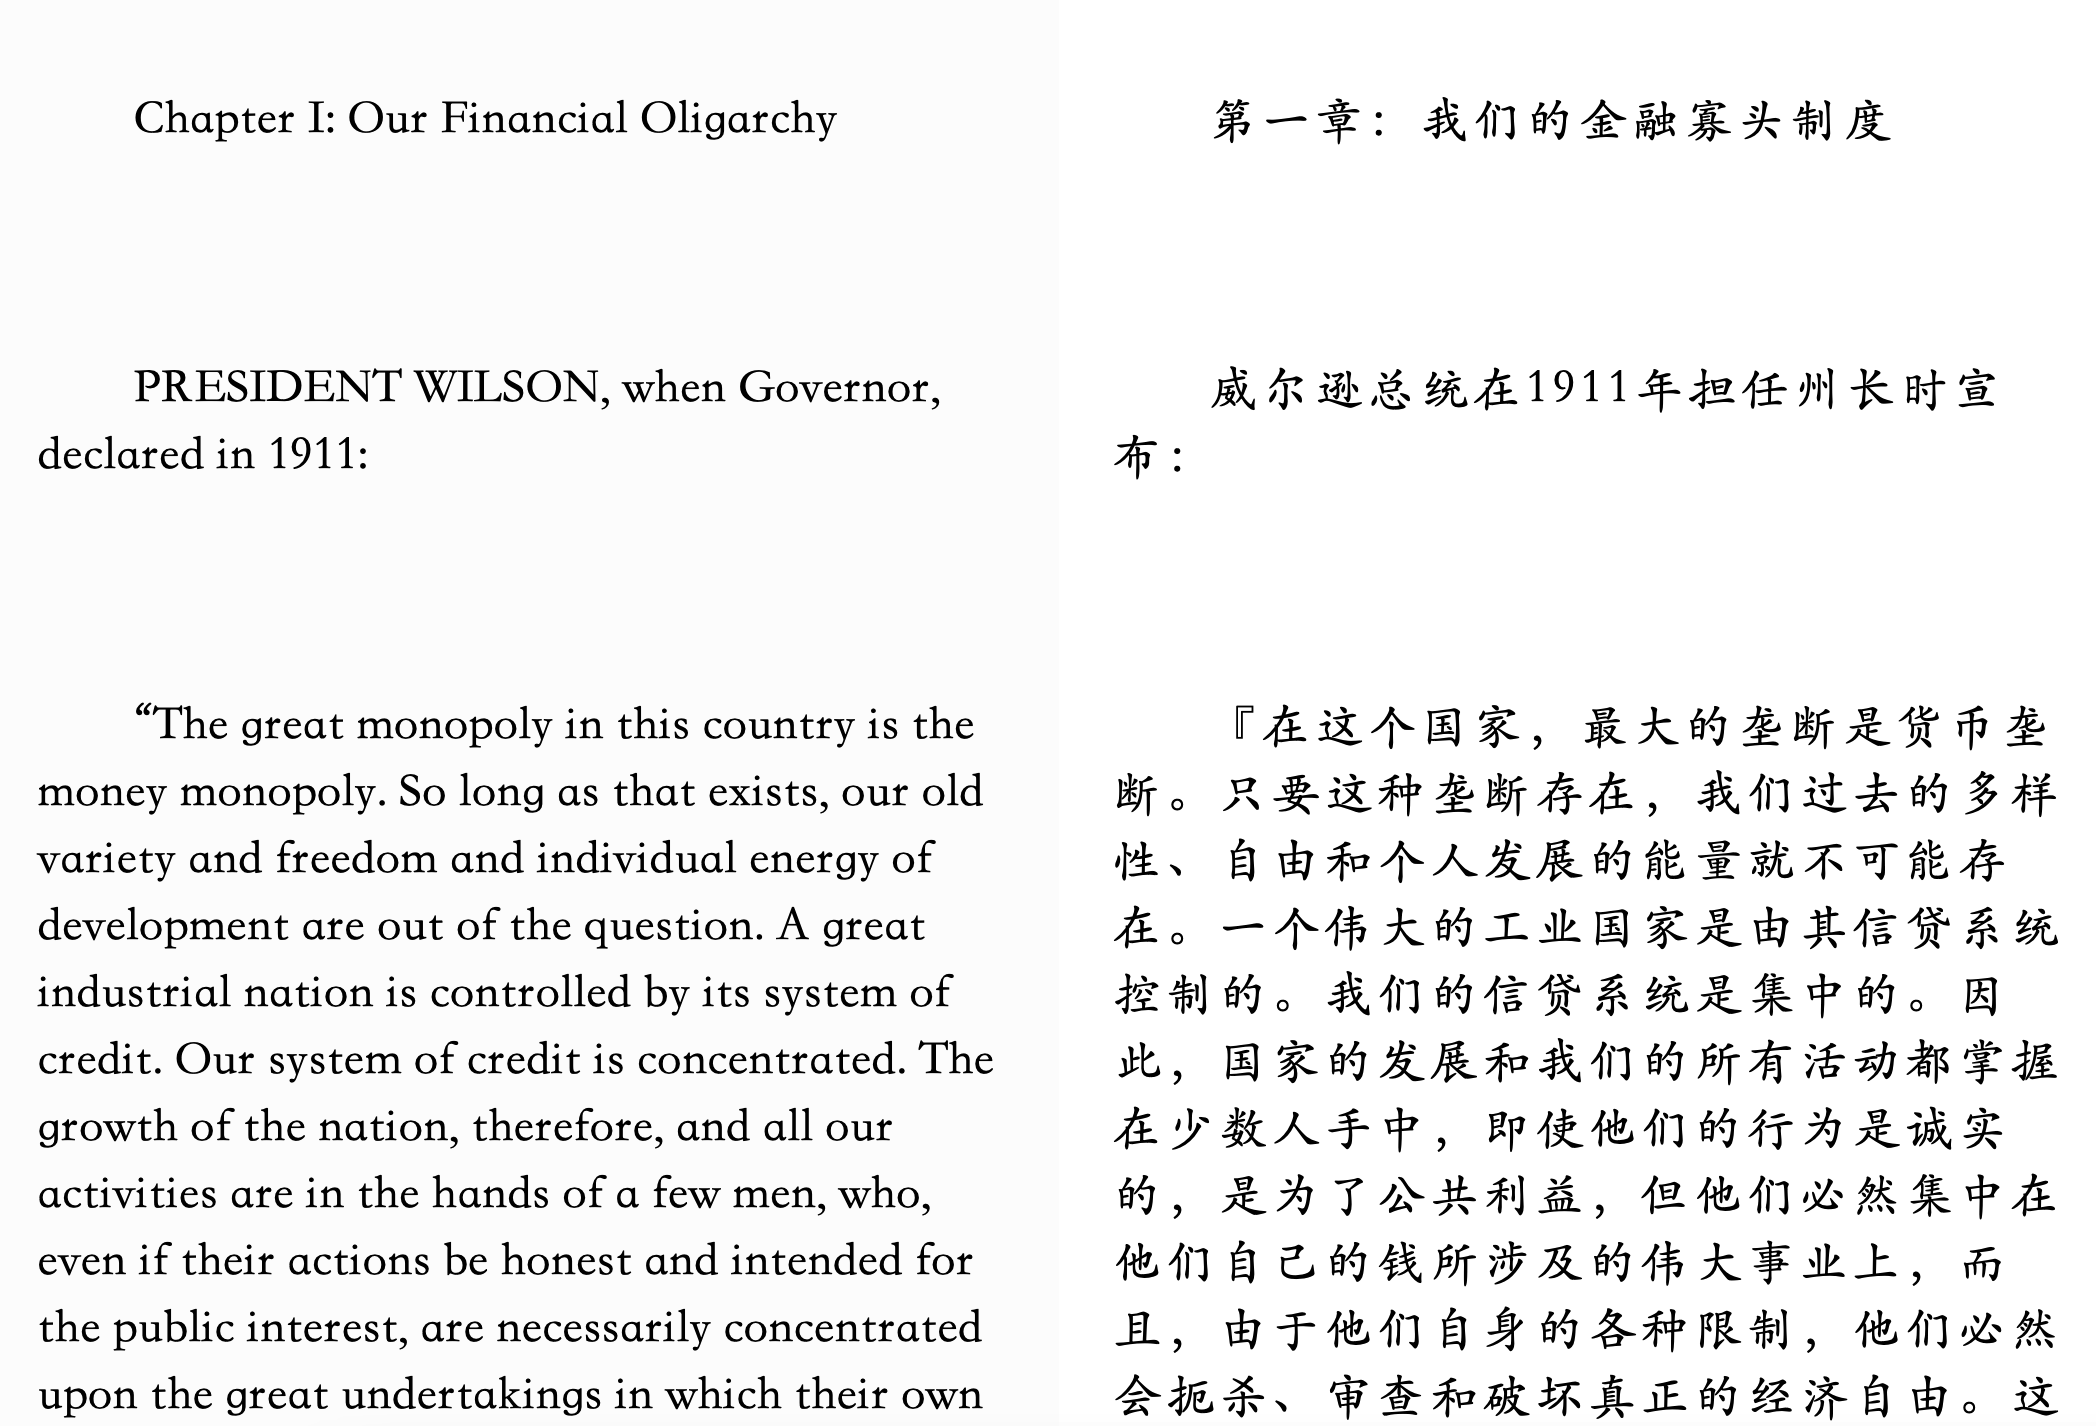 Chapter I: Our Financial Oligarchy
PRESIDENT WILSON, when Governor,
declared in 1911:
“The great monopoly in this country is the
money monopoly. So long as that exists, our old
variety and freedom and individual energy of
development are out of the question. A great
industrial nation is controlled by its system of
credit. Our system of credit is concentrated. The
growth of the nation, therefore, and all our
activities are in the hands of a few men, who,
even if their actions be honest and intended for
the public interest, are necessarily concentrated
upon the great undertakings in which their own
第一章：我们的金融寡头制度
威尔逊总统在1911年担任州长时宣
布：
『在这个国家，最大的垄断是货币垄
断。只要这种垄断存在，我们过去的多样
性、自由和个人发展的能量就不可能存
在。一个伟大的工业国家是由其信贷系统
控制的。我们的信贷系统是集中的。因
此，国家的发展和我们的所有活动都掌握
在少数人手中，即使他们的行为是诚实
的，是为了公共利益，但他们必然集中在
他们自己的钱所涉及的伟大事业上，而
且，由于他们自身的各种限制，他们必然
会扼杀、审查和破坏真正的经济自由。这